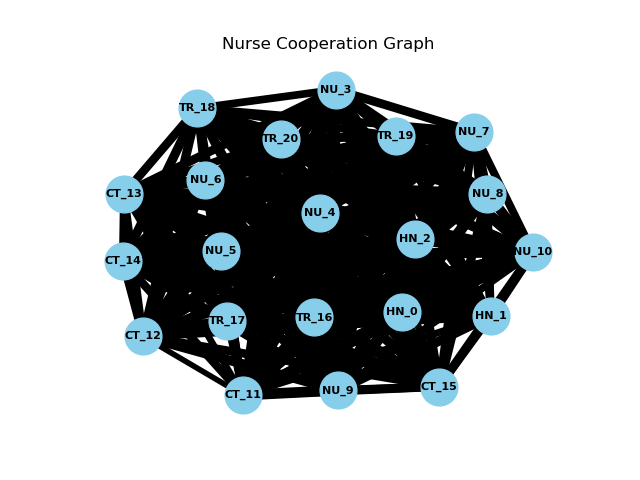 Nurse Cooperation Graph
NU_3
TR_18
NU_7
TR_20
TR_19
NU_6
CT_13
NU_8
NU_4
HN_2
NU_5
NU_10
CT_14
HN_0
HN_1
TR_16
TR_17
CT_12
CT_15
NU_9
CT_11